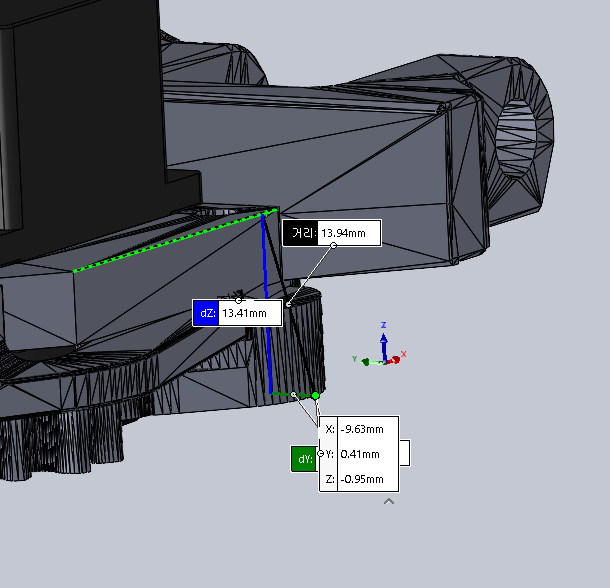 거리: 13.94mm
dZ: 13.41mm
Z
Y
X
X: -9.63mm
dY:
Y: 0.41mm
Z: -0.95mm